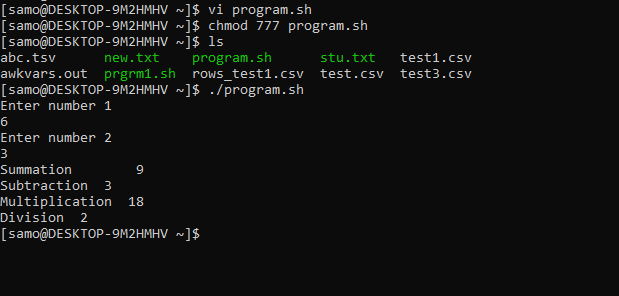 [samo@DESKTOP-9M2HMHV ~]$ vi program.sh
[samo@DESKTOP-9M2HMHV ~]$ chmod 777 program.sh
[samo@DESKTOP-9M2HMHV ~]$ ls
abc.tsv      new.txt    program.sh      stu.txt   test1.csv
awkvars.out  prgrm1.sh  rows_test1.csv  test.csv  test3.csv
[samo@DESKTOP-9M2HMHV ~]$ ./program.sh
Enter number 1
6
Enter number 2
3
Summation        9
Subtraction  3
Multiplication  18
Division  2
[samo@DESKTOP-9M2HMHV ~]$